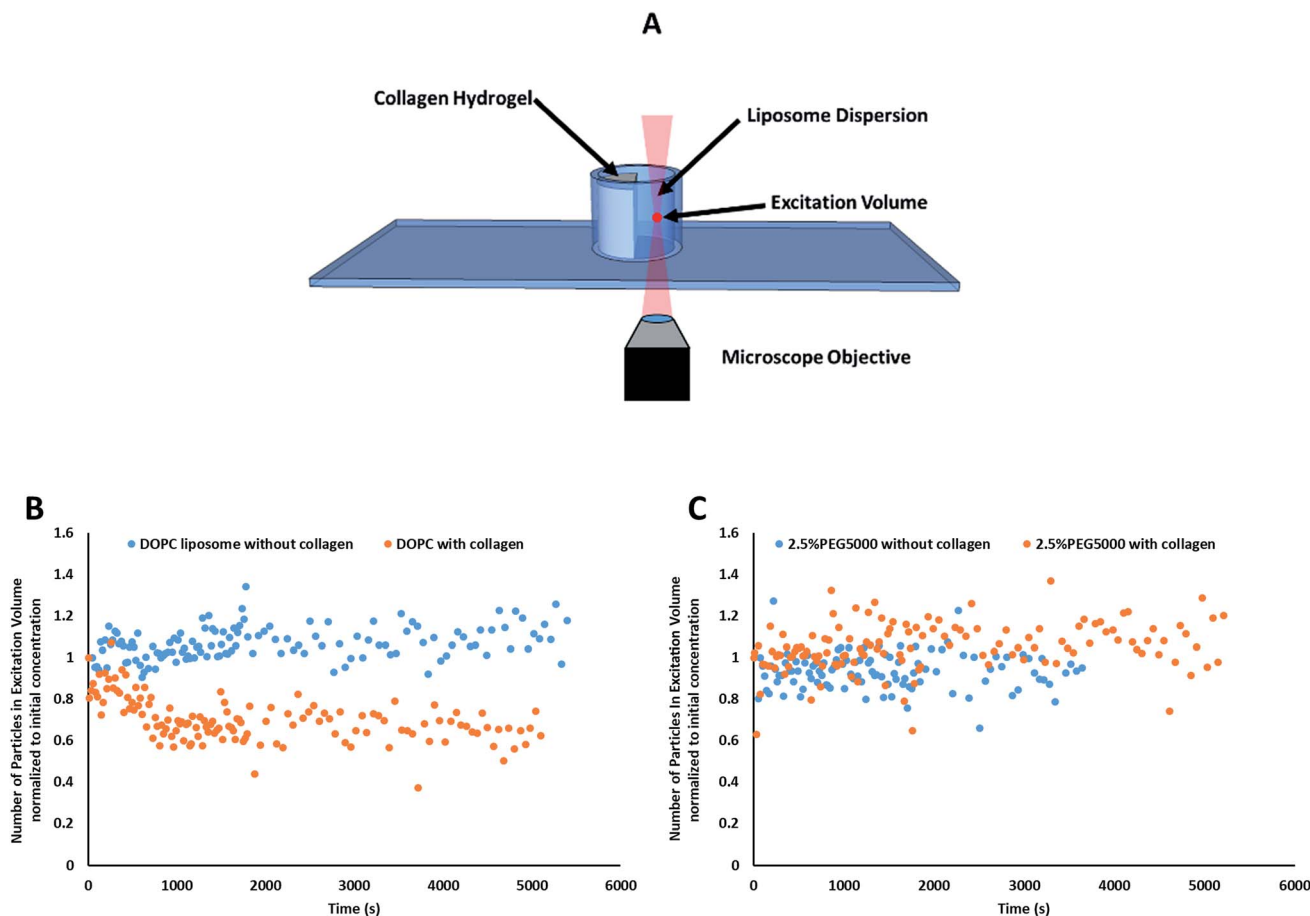 A
Collagen Hydrogel
Liposome Dispersion
Excitation Volume
Microscope Objective
B
Number of Particles in Excitation Volume
normalized to initial concentration
1.6
1.4
1.2
1
0.8
0.6
0.4
0.2
0
DOPC liposome without collagen
DOPC with collagen
0
1000
2000
3000
4000
5000
6000
Time (s)
C
Number of Particles In Excitation Volume
normalized to initial concentration
1.6
1.4
1.2
1
0.8
0.6
0.4
0.2
0
2.5%PEG5000 without collagen
2.5%PEG5000 with collagen
0
1000
2000
3000
4000
5000
6000
Time (s)